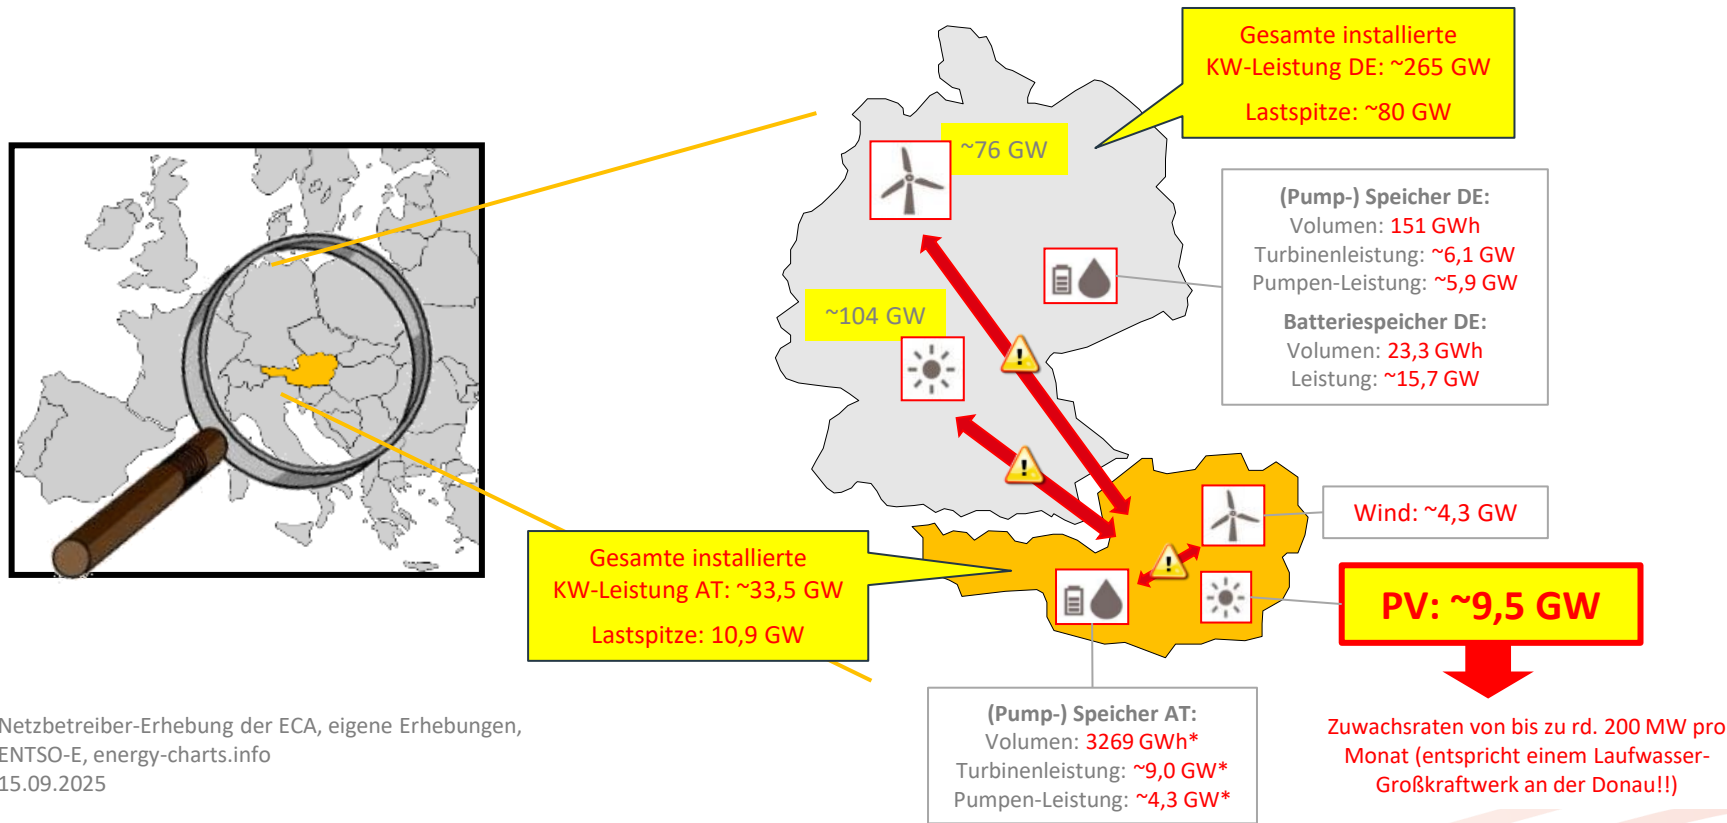 Gesamte installierte
KW-Leistung DE: ~265 GW
Lastspitze: ~80 GW
~76 GW
(Pump-) Speicher DE:
Volumen: 151 GWh
Turbinenleistung: ~6,1 GW
Pumpen-Leistung: ~5,9 GW
Batteriespeicher DE:
Volumen: 23,3 GWh
Leistung: ~15,7 GW
~104 GW
Wind: ~4,3 GW
Gesamte installierte
KW-Leistung AT: ~33,5 GW
Lastspitze: 10,9 GW
PV: ~9,5 GW
(Pump-) Speicher AT:
Volumen: 3269 GWh*
Turbinenleistung: ~9,0 GW*
Pumpen-Leistung: ~4,3 GW*
Zuwachsraten von bis zu rd. 200 MW pro
Monat (entspricht einem Laufwasser-
Großkraftwerk an der Donau!!)
Netzbetreiber-Erhebung der ECA, eigene Erhebungen,
ENTSO-E, energy-charts.info
15.09.2025